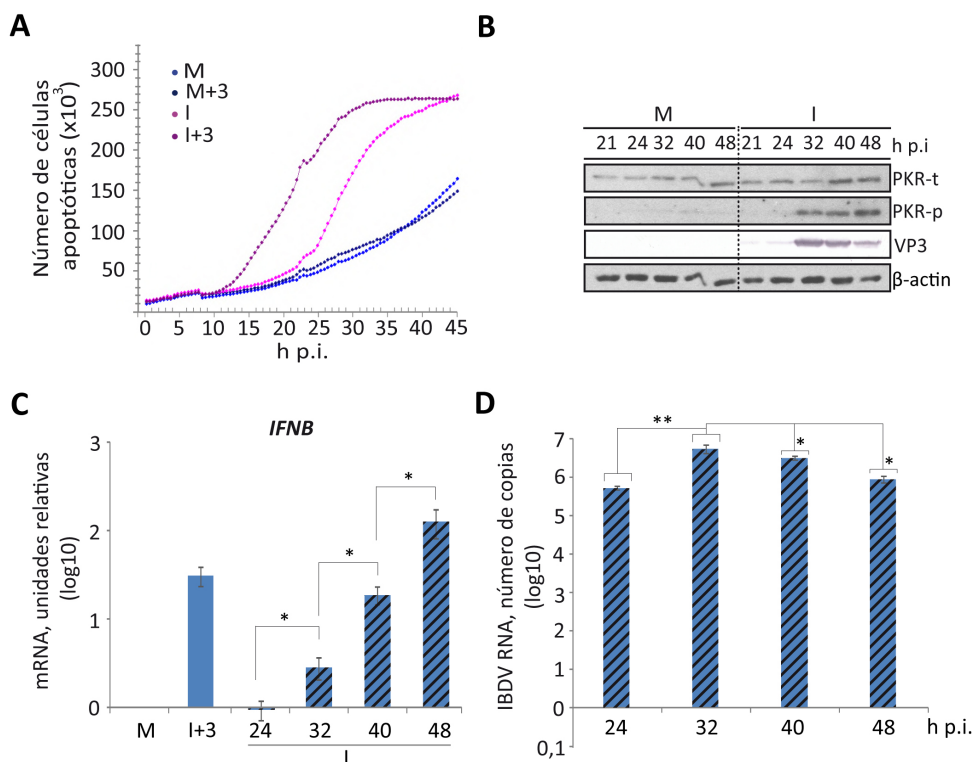 A
Número de células
apoptóticas (x10³)
300
250
200
150
100
50
M
M+3
I
I+3
0 5 10 15 20 25 30 35 40 45
h p.i.
B
M I
21 24 32 40 48 21 24 32 40 48 h p.i
PKR-t
PKR-p
VP3
β-actin
C
IFNB
mRNA, unidades relativas
(log10)
3
2
1
0
* * *
M I+3 24 32 40 48
I
D
IBDV RNA, número de copias
(log10)
7
6
5
4
3
2
1
0
0,1
** * *
24 32 40 48 h p.i.